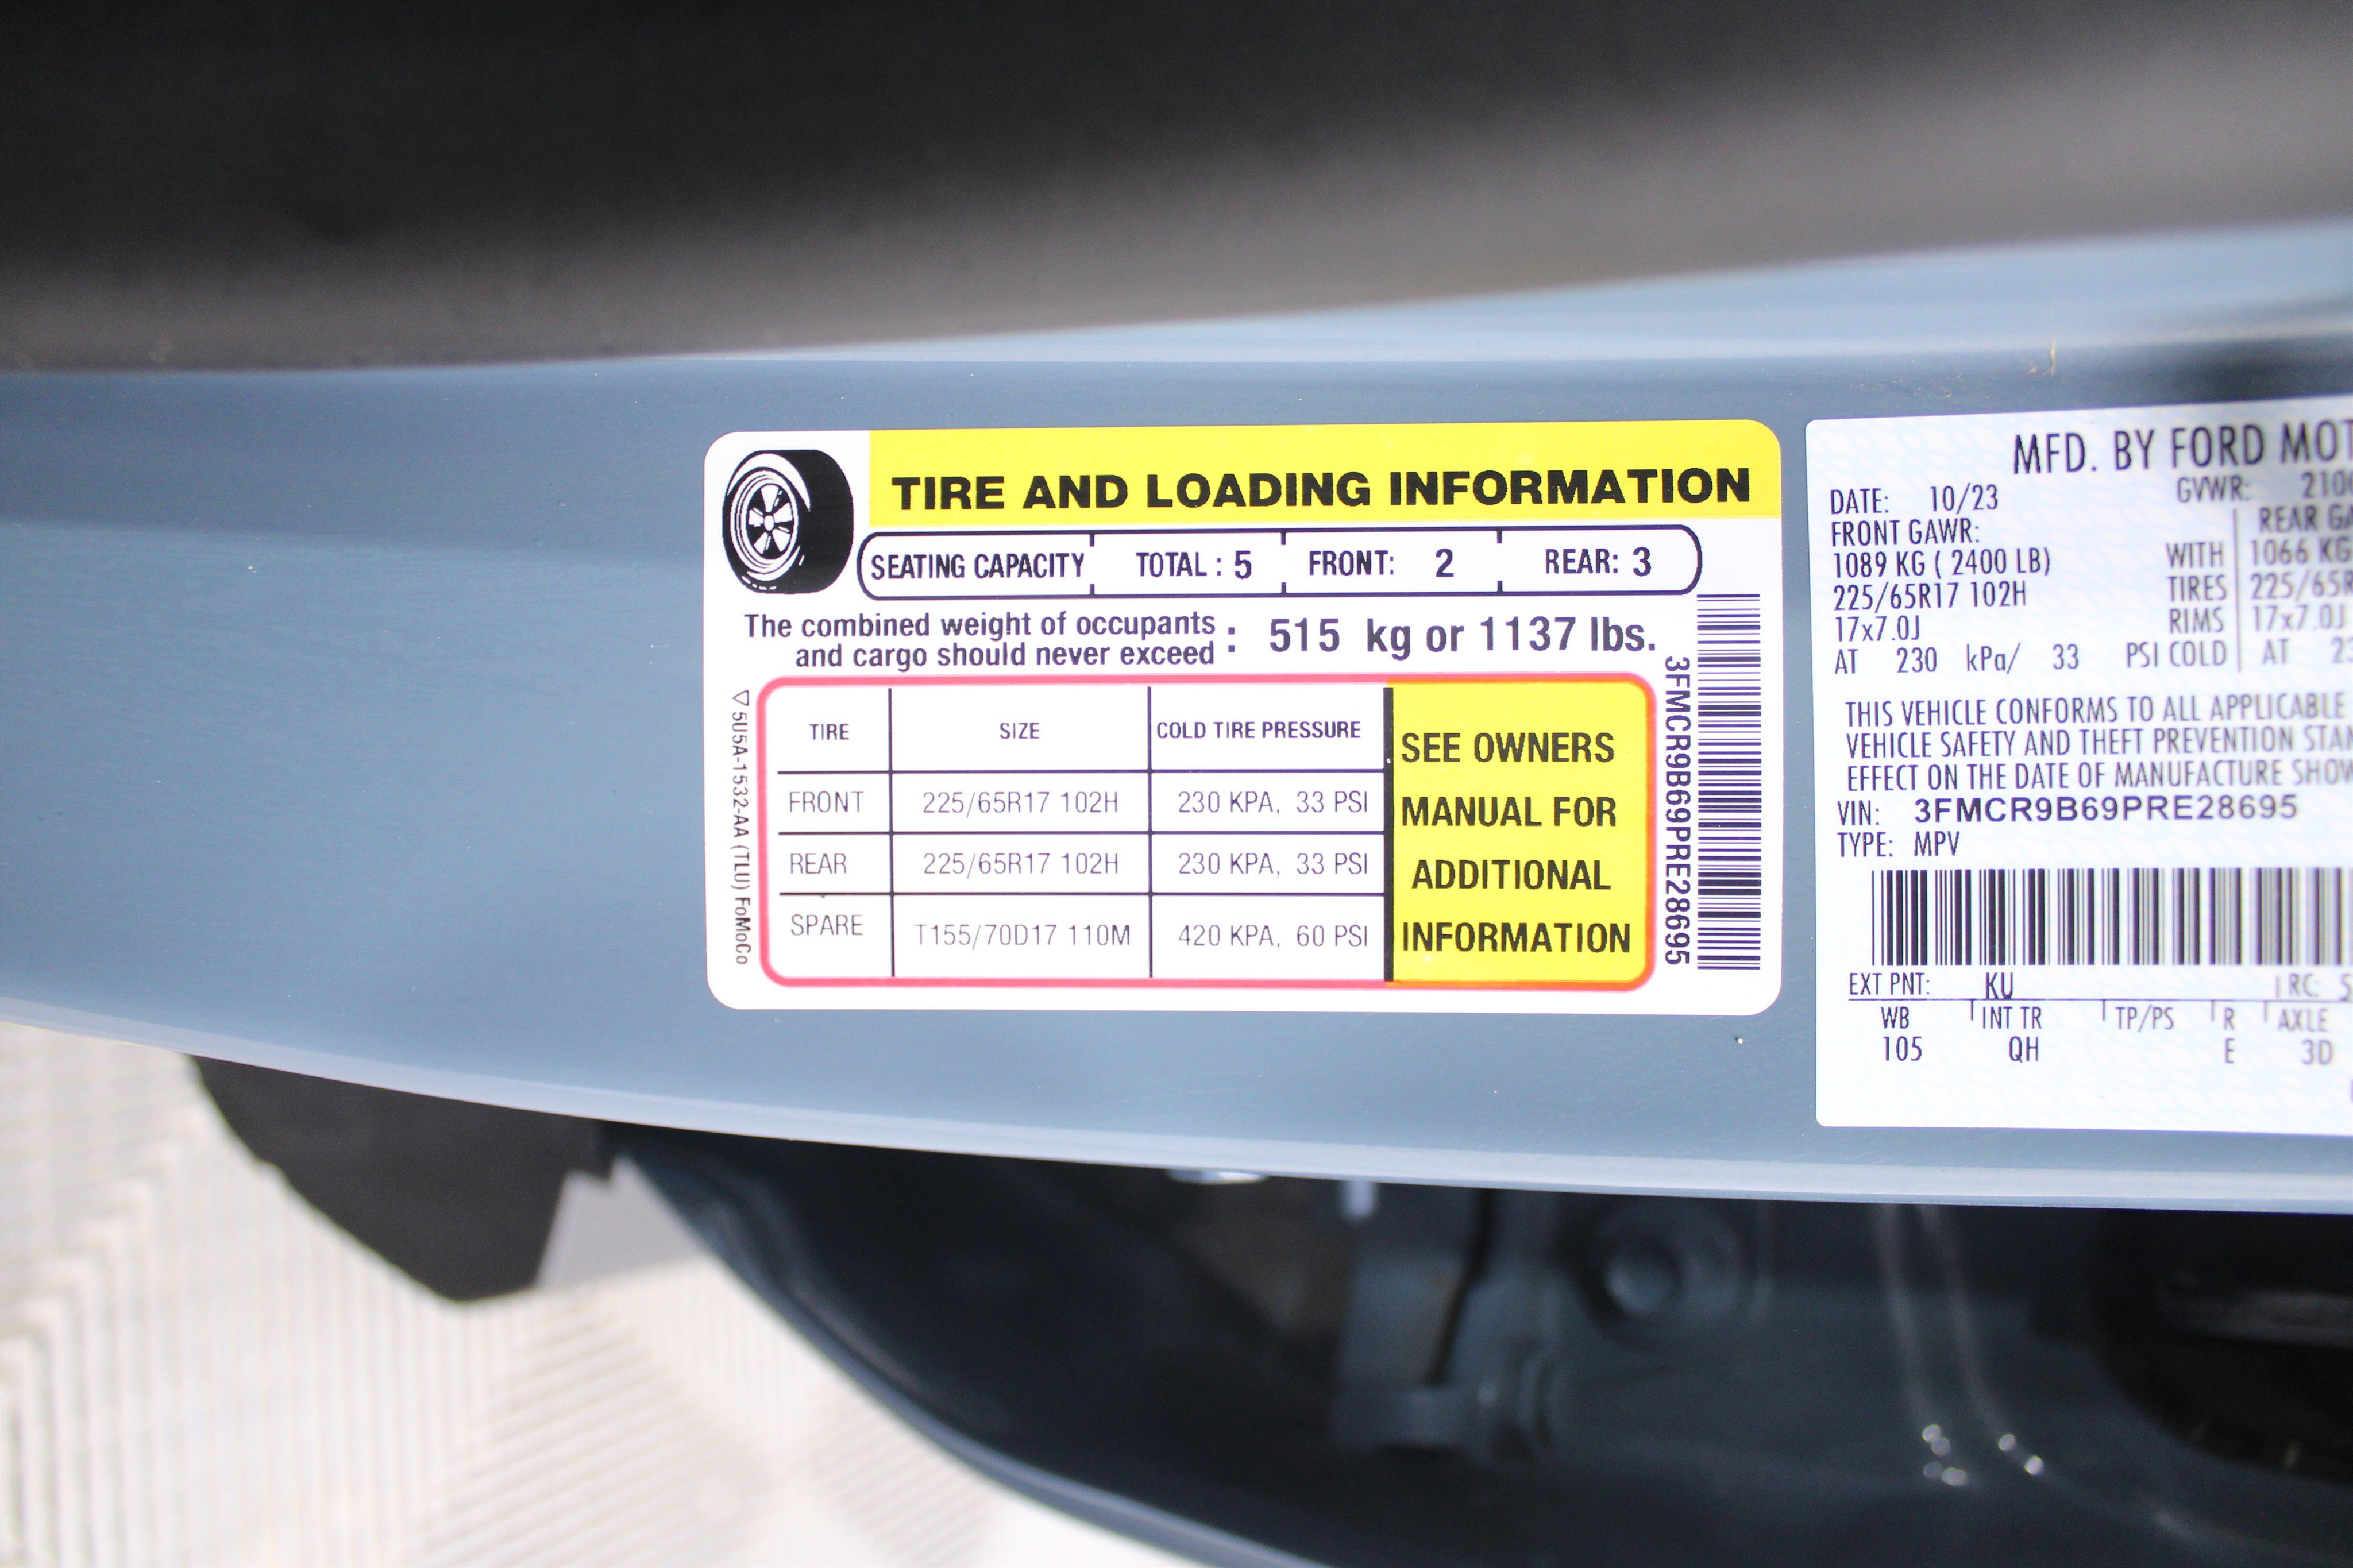 TIRE AND LOADING INFORMATION
SEATING CAPACITY TOTAL : 5 FRONT: 2 REAR: 3
The combined weight of occupants
and cargo should never exceed : 515 kg or 1137 lbs.
TIRE SIZE COLD TIRE PRESSURE
FRONT 225/65R17 102H 230 KPA, 33 PSI
REAR 225/65R17 102H 230 KPA, 33 PSI
SPARE T155/70D17 110M 420 KPA, 60 PSI
SEE OWNERS
MANUAL FOR
ADDITIONAL
INFORMATION
5U5A-1532-AA (TLU) FoMoCo
3FMCR9B69PRE28695
MFD. BY FORD
DATE: 10/23 GVWR:
FRONT GAWR: REAR
1089 KG ( 2400 LB) WITH 1066 KG
225/65R17 102H TIRES 225/65R
17x7.0J RIMS 17x7.0J
AT 230 kPa/ 33 PSI COLD AT
THIS VEHICLE CONFORMS TO ALL APPLICABLE
VEHICLE SAFETY AND THEFT PREVENTION
EFFECT ON THE DATE OF MANUFACTURE
VIN: 3FMCR9B69PRE28695
TYPE: MPV
EXT PNT: KU RC: 5
WB INT TR TP/PS R AXLE
105 QH E 3D